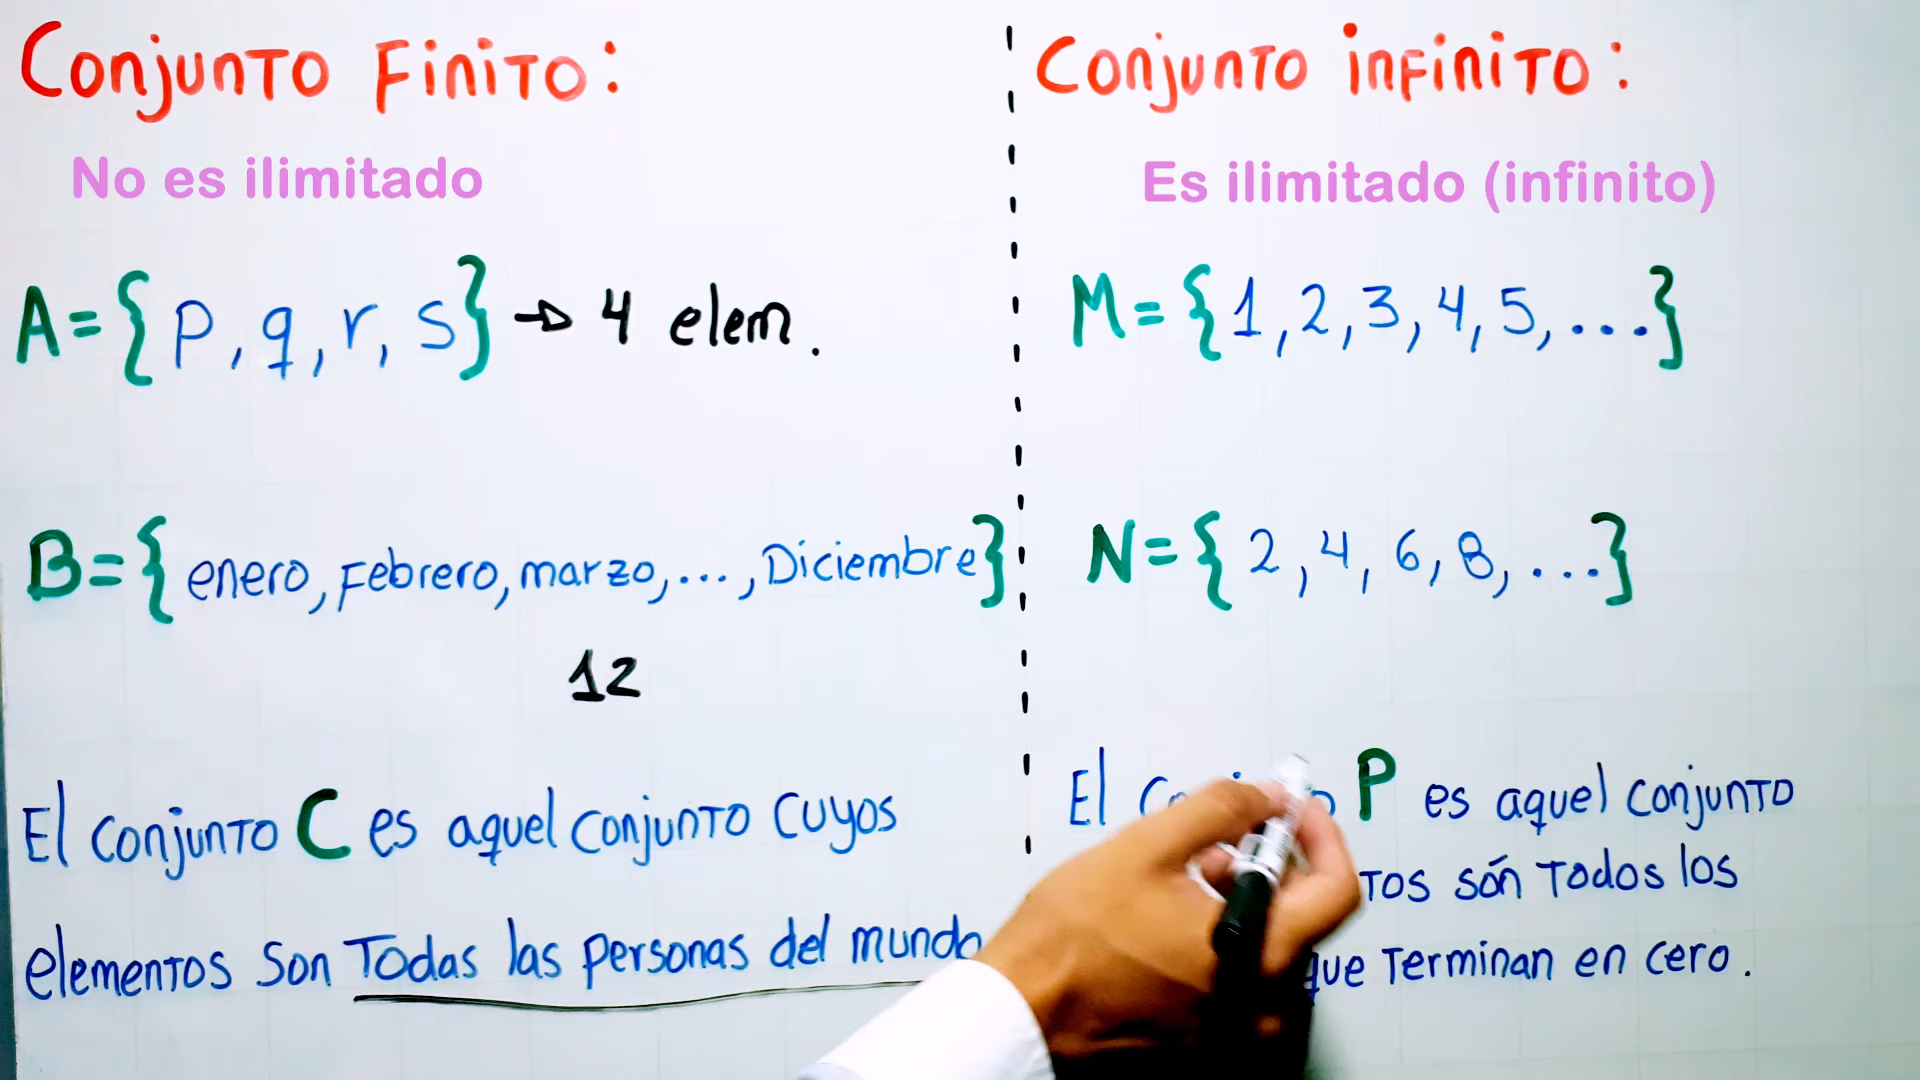 Conjunto Finito:
No es ilimitado
A={p, q, r, s} → 4 elem.
B={enero, Febrero, marzo, ..., Diciembre}
12
El conjunto C es aquel conjunto cuyos
elementos son Todas las personas del mundo
Conjunto infinito:
Es ilimitado (infinito)
M={1, 2, 3, 4, 5, ...}
N={2, 4, 6, 8, ...}
El P es aquel conjunto
són todos los
que terminan en cero.